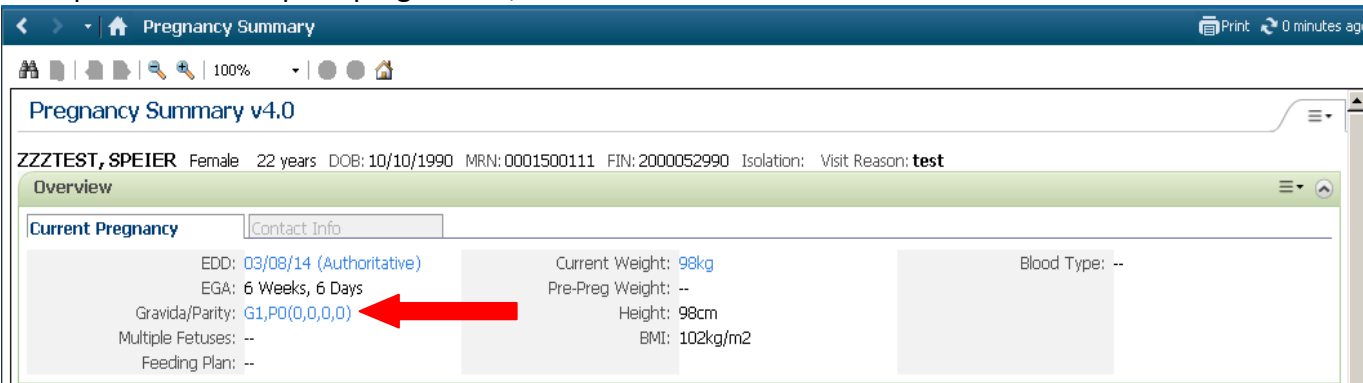 Pregnancy Summary
Print 0 minutes ago
100%
Pregnancy Summary v4.0
ZZZTEST, SPEIER Female 22 years DOB: 10/10/1990 MRN: 0001500111 FIN: 2000052990 Isolation: Visit Reason: test
Overview
Current Pregnancy Contact Info
EDD: 03/08/14 (Authoritative) Current Weight: 98kg Blood Type: --
EGA: 6 Weeks, 6 Days Pre-Preg Weight: --
Gravida/Parity: G1,P0(0,0,0,0) Height: 98cm
Multiple Fetuses: -- BMI: 102kg/m2
Feeding Plan: --